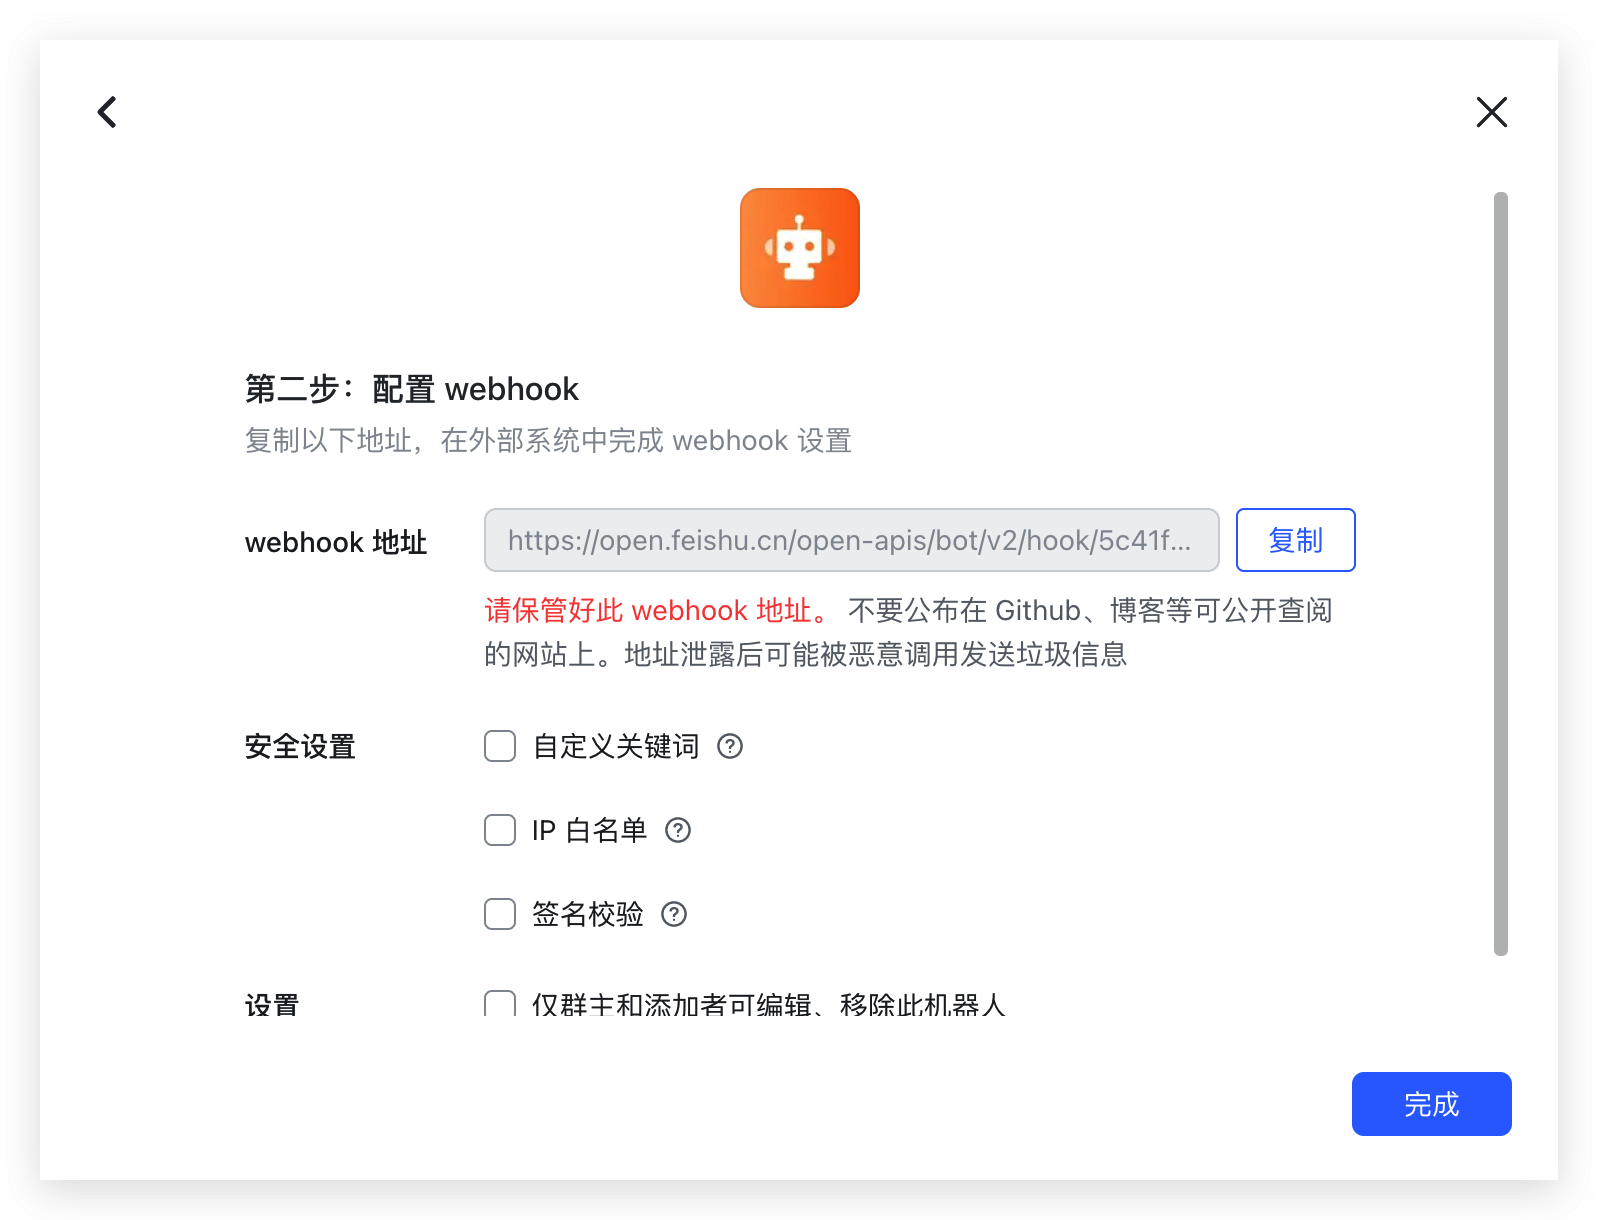 第二步：配置 webhook
复制以下地址，在外部系统中完成 webhook 设置
webhook 地址
https://open.feishu.cn/open-apis/bot/v2/hook/5c41f...
复制
请保管好此 webhook 地址。 不要公布在 Github、博客等可公开查阅
的网站上。地址泄露后可能被恶意调用发送垃圾信息
安全设置
自定义关键词
IP 白名单
签名校验
设置
仅群主和添加者可编辑、移除此机器人
完成